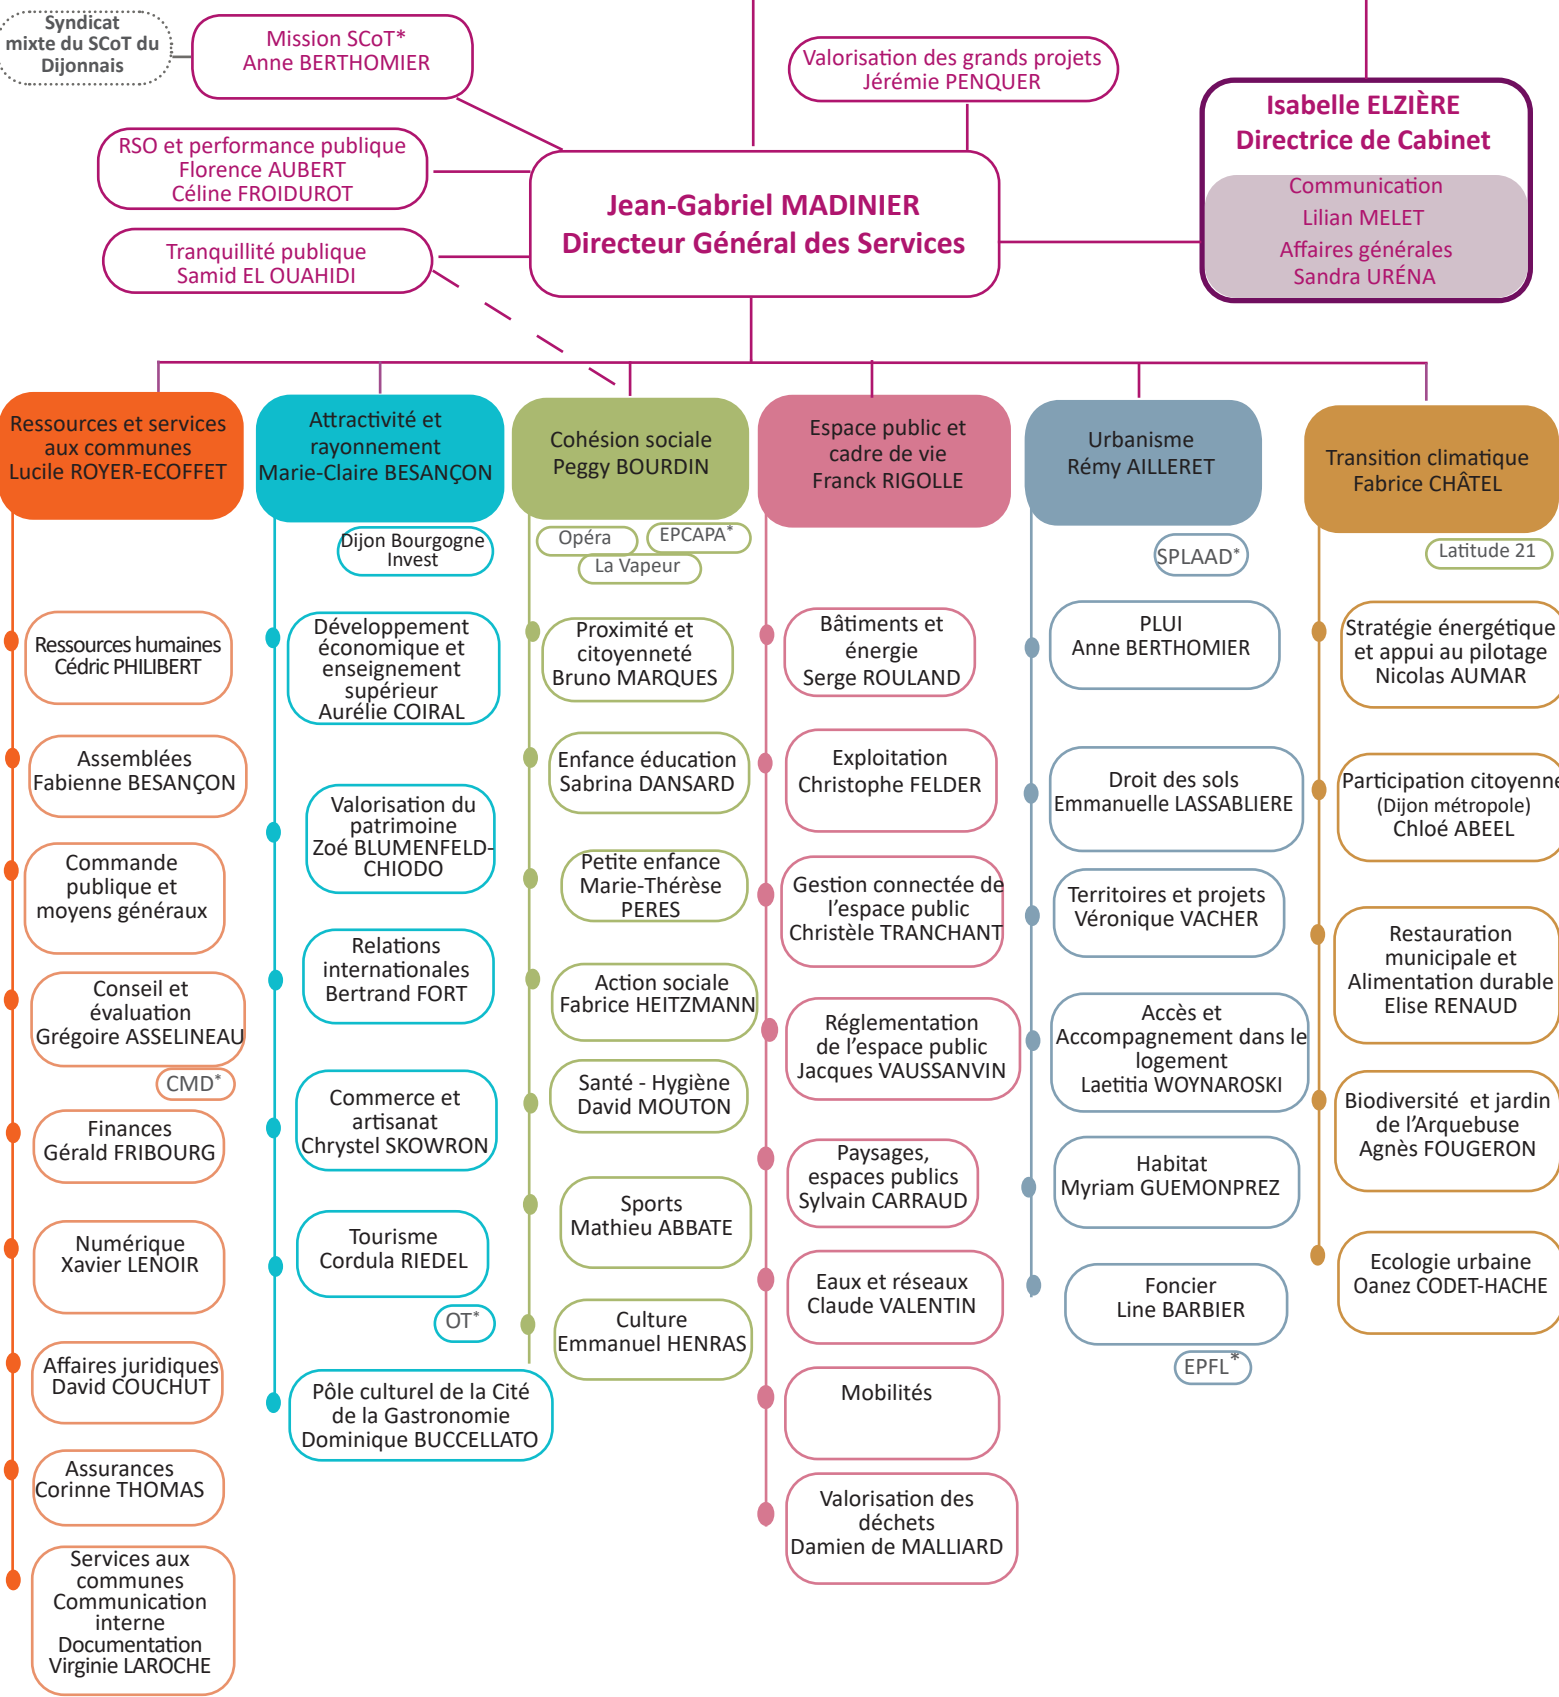 Syndicat
mixte du SCoT du
Dijonnais
Mission SCoT*
Anne BERTHOMIER
Valorisation des grands projets
Jérémie PENQUER
Isabelle ELZIÈRE
Directrice de Cabinet
Communication
Lilian MELET
Affaires générales
Sandra URÉNA
RSO et performance publique
Florence AUBERT
Céline FROIDUROT
Jean-Gabriel MADINIER
Directeur Général des Services
Tranquillité publique
Samid EL OUAHIDI
Ressources et services
aux communes
Lucile ROYER-ECOFFET
Ressources humaines
Cédric PHILIBERT
Assemblées
Fabienne BESANÇON
Commande
publique et
moyens généraux
Conseil et
évaluation
Grégoire ASSELINEAU
CMD*
Finances
Gérald FRIBOURG
Numérique
Xavier LENOIR
Affaires juridiques
David COUCHUT
Assurances
Corinne THOMAS
Services aux
communes
Communication
interne
Documentation
Virginie LAROCHE
Attractivité et
rayonnement
Marie-Claire BESANÇON
Dijon Bourgogne
Invest
Développement
économique et
enseignement
supérieur
Aurélie COIRAL
Valorisation du
patrimoine
Zoé BLUMENFELD-
CHIODO
Relations
internationales
Bertrand FORT
Commerce et
artisanat
Chrystel SKOWRON
Tourisme
Cordula RIEDEL
OT*
Pôle culturel de la Cité
de la Gastronomie
Dominique BUCCELLATO
Cohésion sociale
Peggy BOURDIN
Opéra
EPCAPA*
La Vapeur
Proximité et
citoyenneté
Bruno MARQUES
Enfance éducation
Sabrina DANSARD
Petite enfance
Marie-Thérèse
PERES
Action sociale
Fabrice HEITZMANN
Santé - Hygiène
David MOUTON
Sports
Mathieu ABBATE
Culture
Emmanuel HENRAS
Espace public et
cadre de vie
Franck RIGOLLE
Bâtiments et
énergie
Serge ROULAND
Exploitation
Christophe FELDER
Gestion connectée de
l'espace public
Christèle TRANCHANT
Réglementation
de l'espace public
Jacques VAUSSANVIN
Paysages,
espaces publics
Sylvain CARRAUD
Eaux et réseaux
Claude VALENTIN
Mobilités
Valorisation des
déchets
Damien de MALLIARD
Urbanisme
Rémy AILLERET
SPLAAD*
PLUI
Anne BERTHOMIER
Droit des sols
Emmanuelle LASSABLIERE
Territoires et projets
Véronique VACHER
Accès et
Accompagnement dans le
logement
Laetitia WOYNAROSKI
Habitat
Myriam GUEMONPREZ
Foncier
Line BARBIER
EPFL*
Transition climatique
Fabrice CHÂTEL
Latitude 21
Stratégie énergétique
et appui au pilotage
Nicolas AUMAR
Participation citoyenne
(Dijon métropole)
Chloé ABEEL
Restauration
municipale et
Alimentation durable
Elise RENAUD
Biodiversité et jardin
de l'Arquebuse
Agnès FOUGERON
Ecologie urbaine
Oanez CODET-HACHE